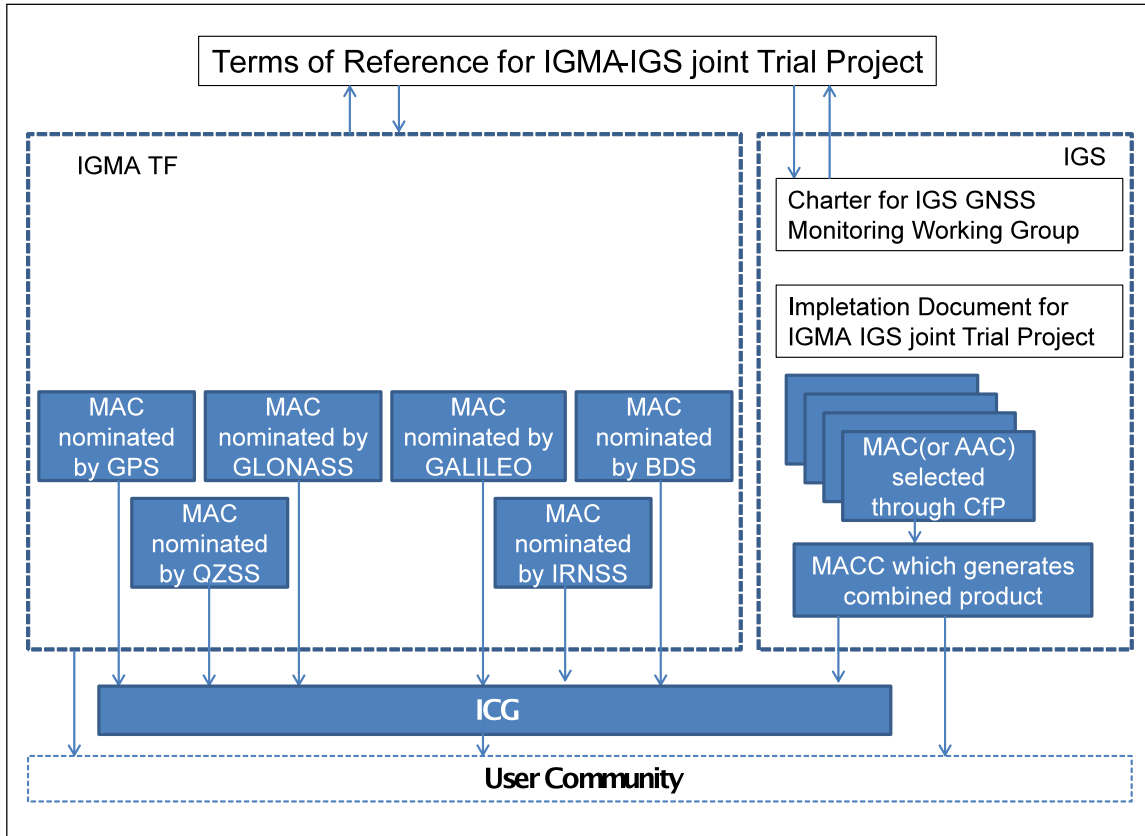 Terms of Reference for IGMA-IGS joint Trial Project
IGMA TF
IGS
Charter for IGS GNSS
Monitoring Working Group
Impletation Document for
IGMA IGS joint Trial Project
MAC
nominated
by GPS
MAC
nominated by
GLONASS
MAC
nominated by
GALILEO
MAC
nominated
by BDS
MAC
nominated
by QZSS
MAC
nominated
by IRNSS
MAC(or AAC)
selected
through CfP
MACC which generates
combined product
ICG
User Community